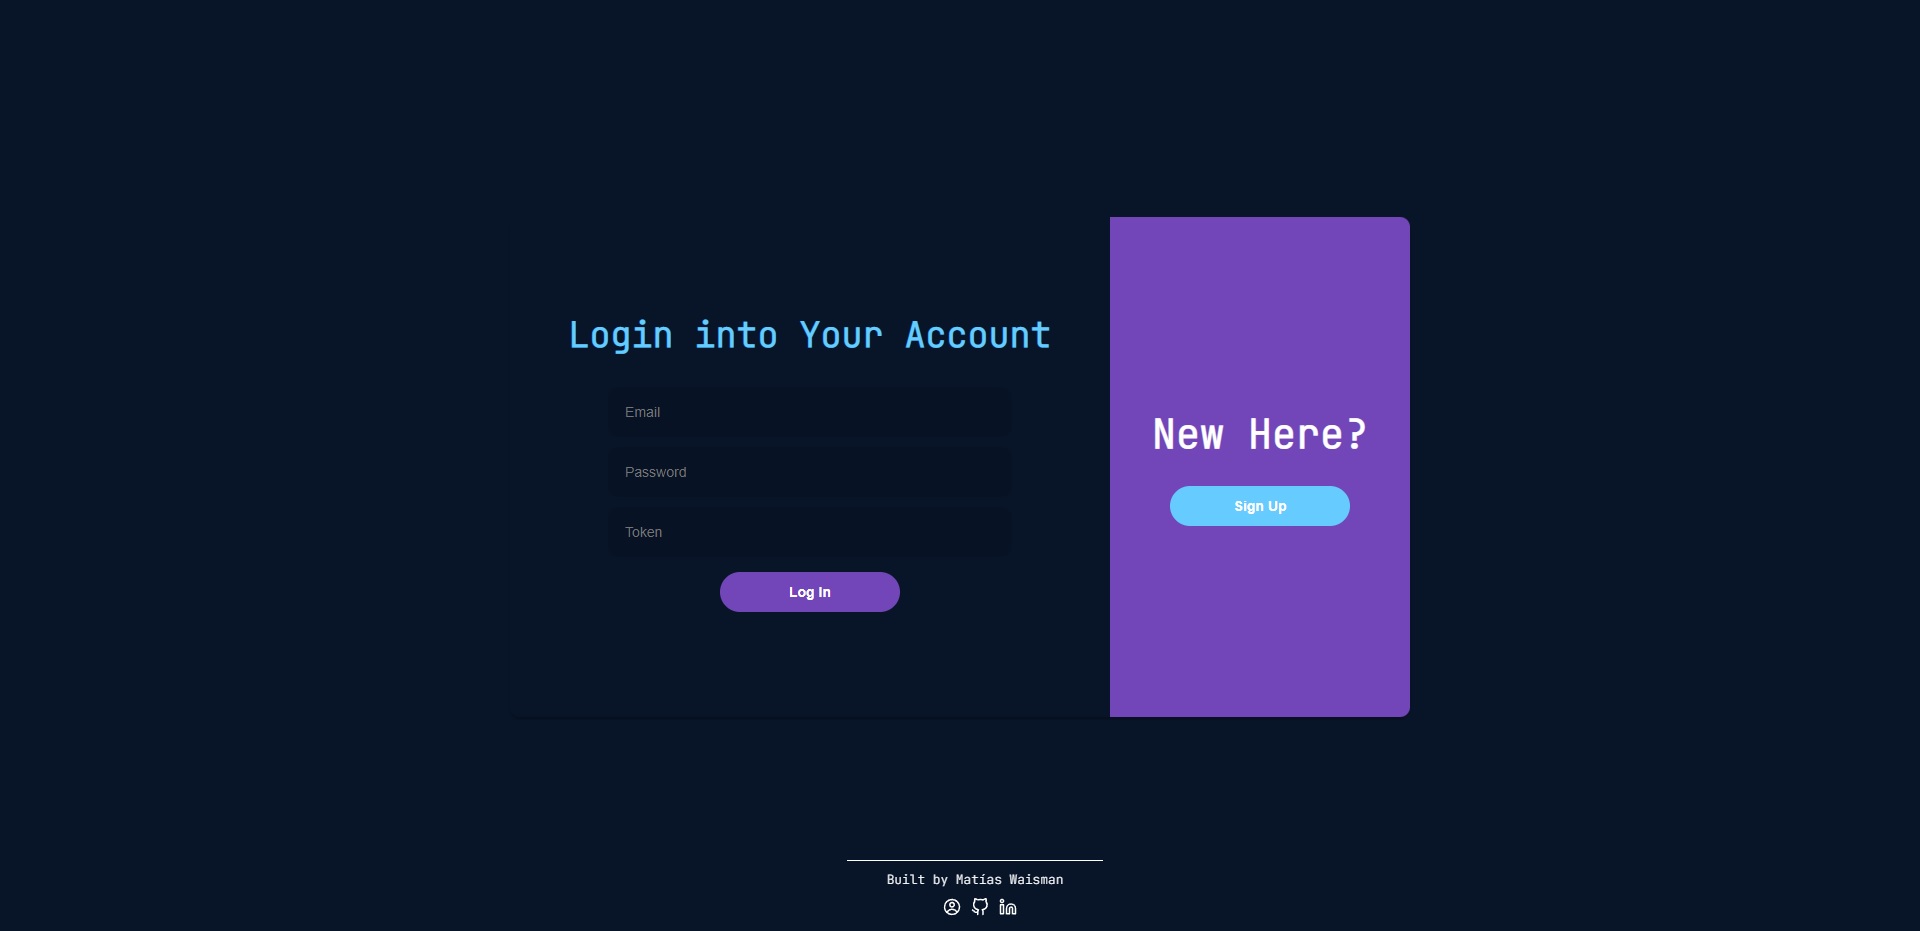 Login into Your Account
Email
Password
Token
Log In
New Here?
Sign Up
Built by Matías Waisman